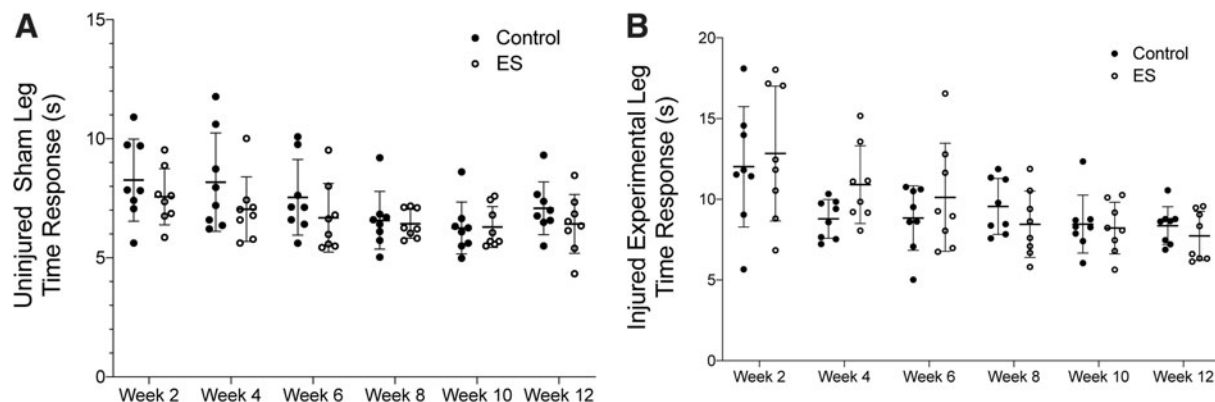 A
Uninjured Sham Leg
Time Response (s)
15
10
5
0
Control
ES
Week 2 Week 4 Week 6 Week 8 Week 10 Week 12
B
Injured Experimental Leg
Time Response (s)
20
15
10
5
0
Control
ES
Week 2 Week 4 Week 6 Week 8 Week 10 Week 12